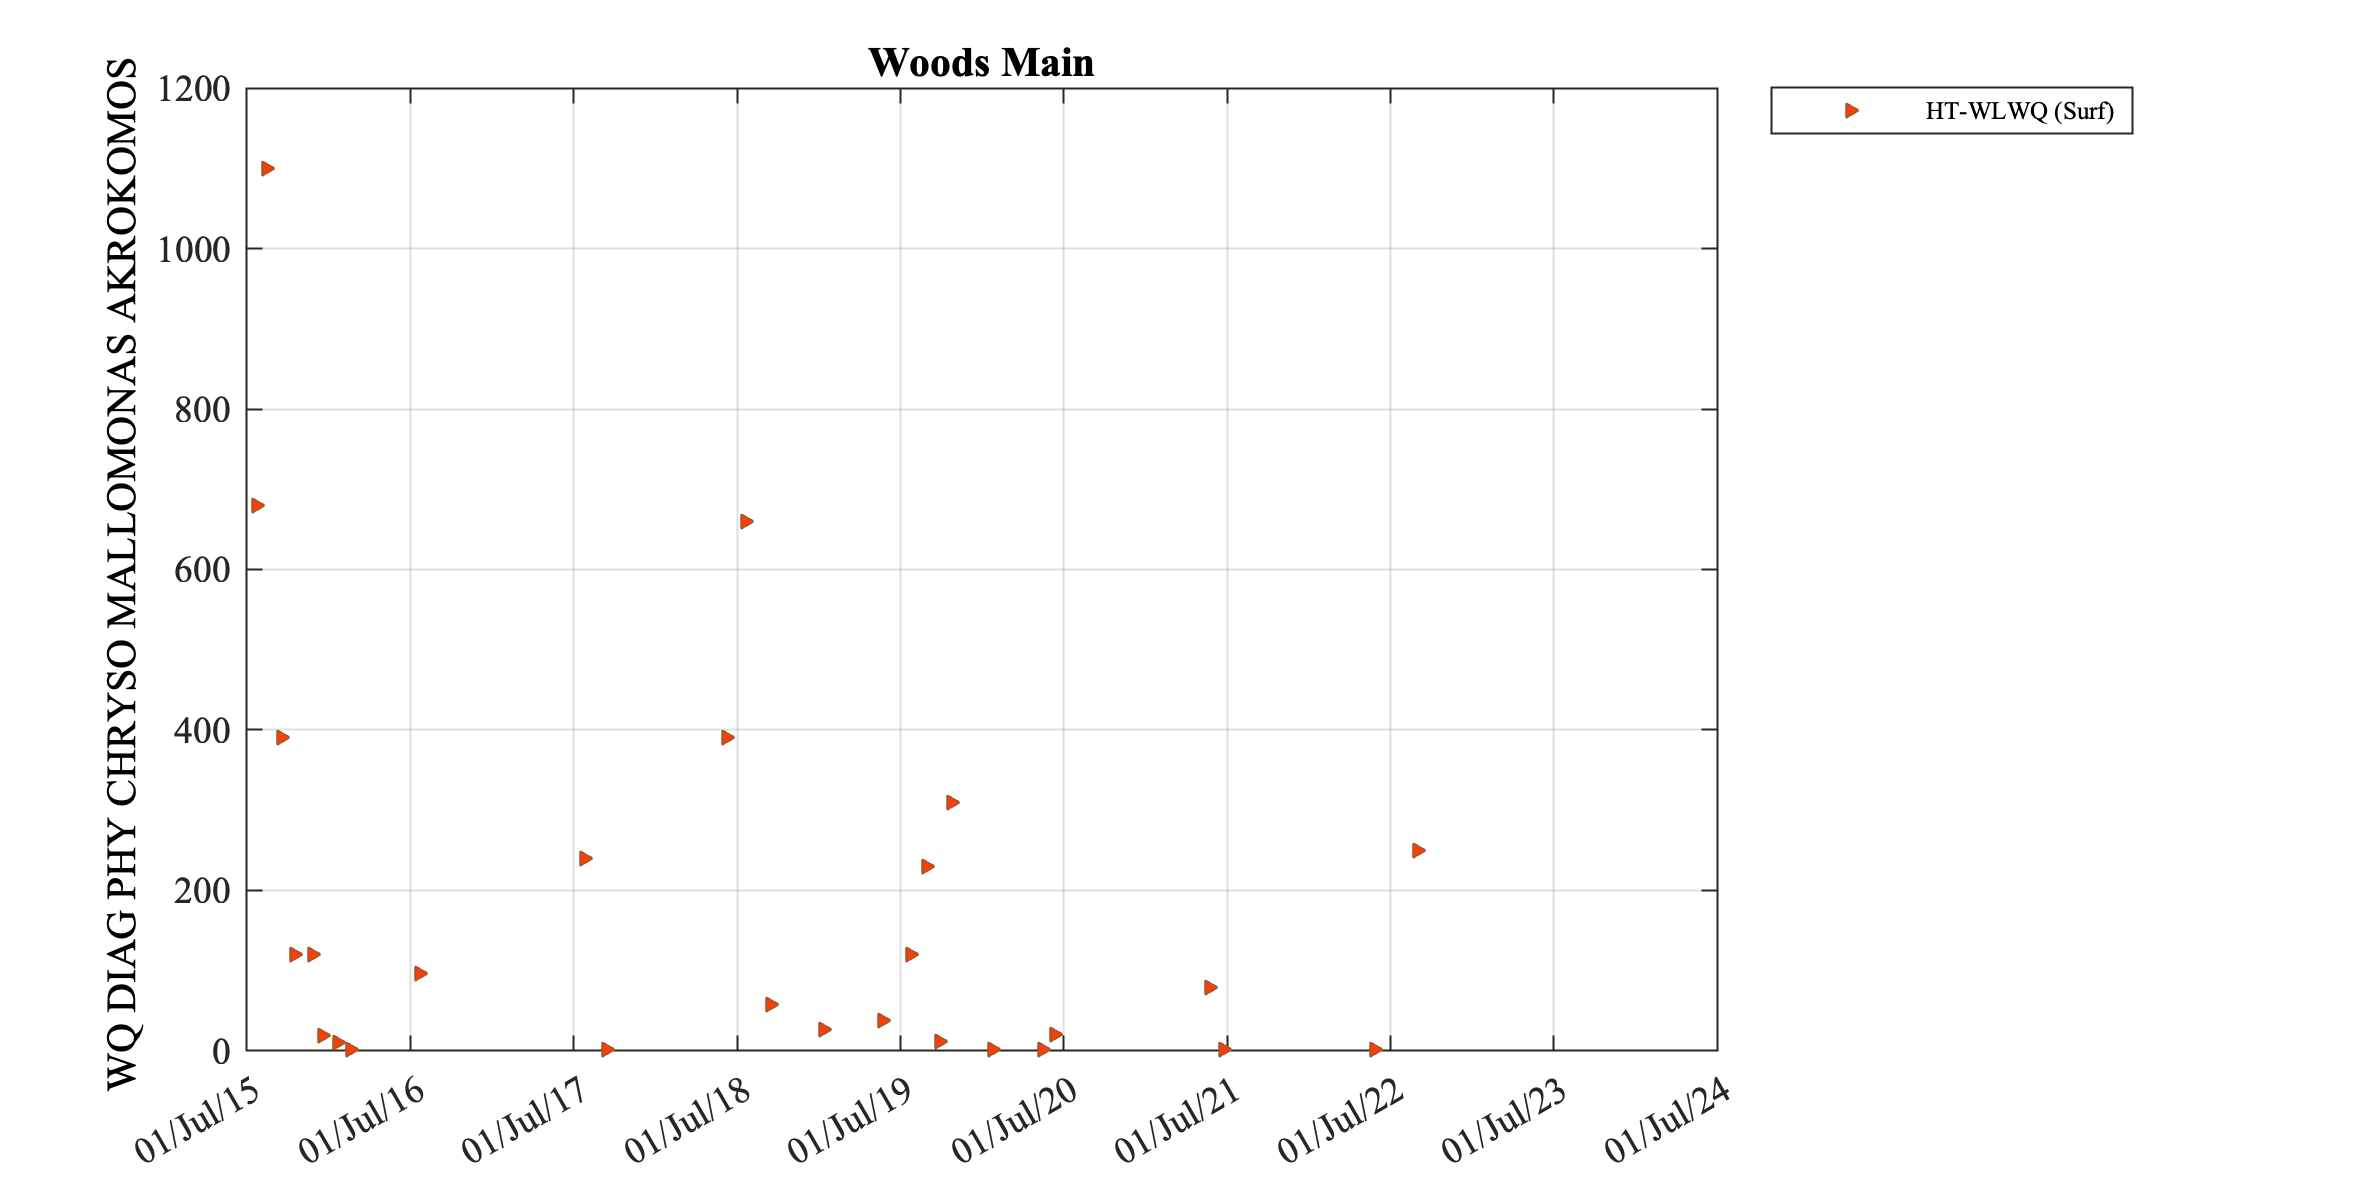 Woods Main
HT-WLWQ (Surf)
WQ DIAG PHY CHRYSO MALLOMONAS AKROKOMOS
1200
1000
800
600
400
200
0
01/Jul/15
01/Jul/16
01/Jul/17
01/Jul/18
01/Jul/19
01/Jul/20
01/Jul/21
01/Jul/22
01/Jul/23
01/Jul/24